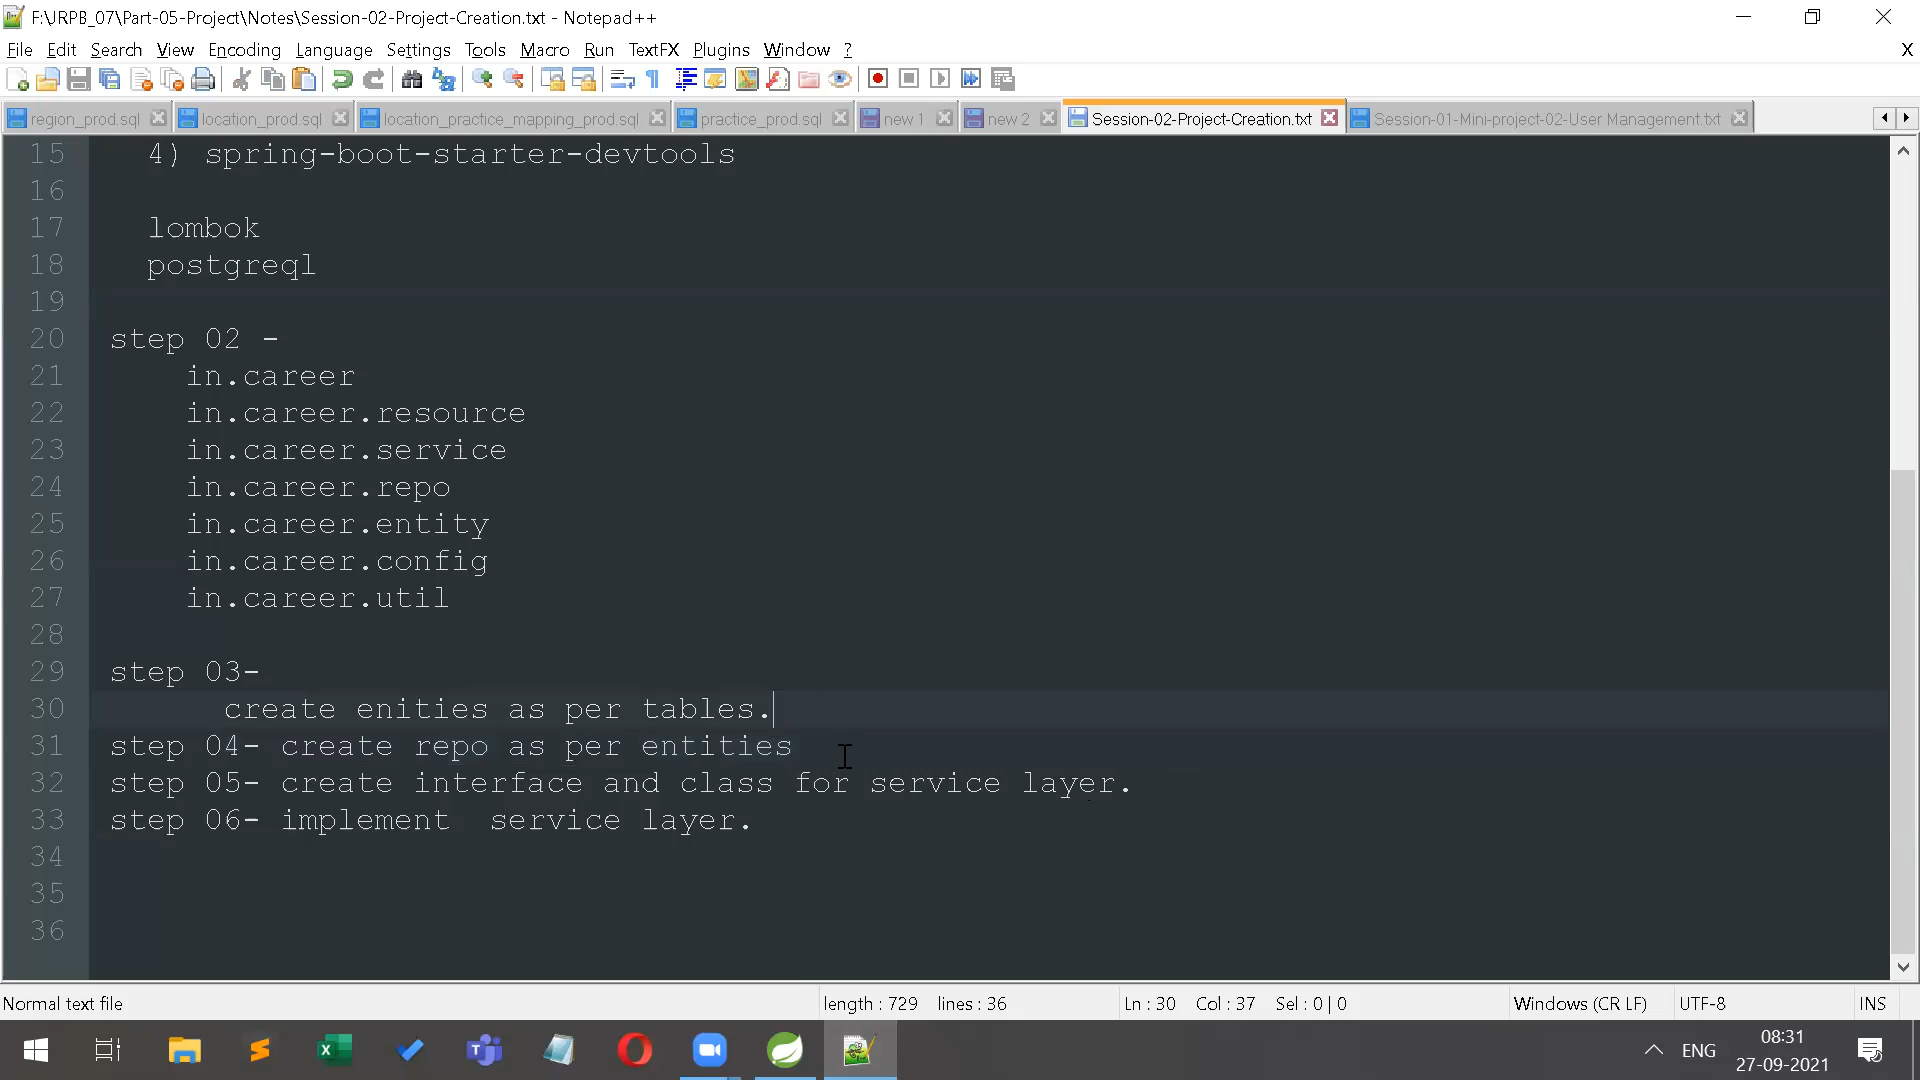 F:\JRPB_07\Part-05-Project\Notes\Session-02-Project-Creation.txt - Notepad++
File Edit Search View Encoding Language Settings Tools Macro Run TextFX Plugins Window ? X
region_prod.sql location_prod.sql location_practice_mapping_prod.sql practice_prod.sql new 1 new 2 Session-02-Project-Creation.txt Session-01-Mini-project-02-User Management.txt
15 4) spring-boot-starter-devtools
16
17 lombok
18 postgreql
19
20 step 02 -
21 in.career
22 in.career.resource
23 in.career.service
24 in.career.repo
25 in.career.entity
26 in.career.config
27 in.career.util
28
29 step 03-
30 create enities as per tables.
31 step 04- create repo as per entities
32 step 05- create interface and class for service layer.
33 step 06- implement  service layer.
34
35
36
Normal text file length : 729 lines : 36 Ln : 30 Col : 37 Sel : 0 | 0 Windows (CR LF) UTF-8 INS
ENG 08:31
27-09-2021